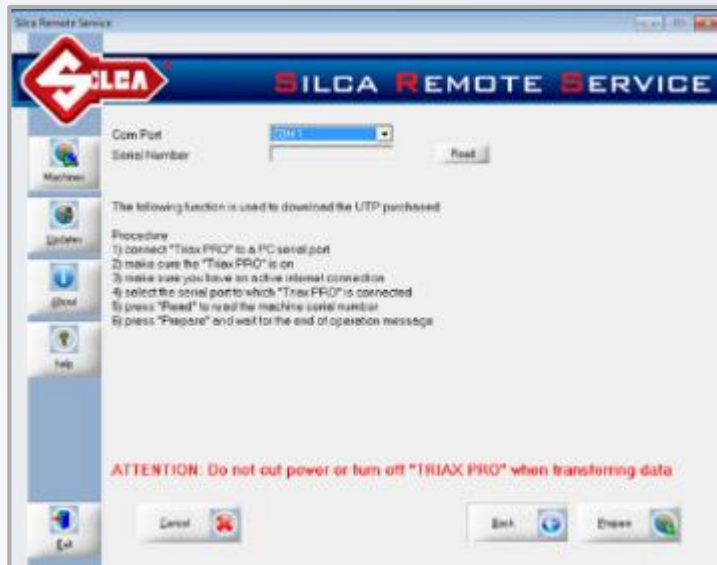 Silca Remote Service
SILCA
SILCA REMOTE SERVICE
Com Port
COM 1
Serial Number
Read
Machines
The following function is used to download the UTP purchased
Updates
Procedure
1) connect "Triax PRO" to a PC serial port
2) make sure the "Triax PRO" is on
3) make sure you have an active internet connection
4) select the serial port to which "Triax PRO" is connected
5) press "Read" to read the machine serial number
6) press "Prepare" and wait for the end of operation message
About
help
ATTENTION: Do not cut power or turn off "TRIAX PRO" when transferring data
Cancel
Back
Prepare
Exit